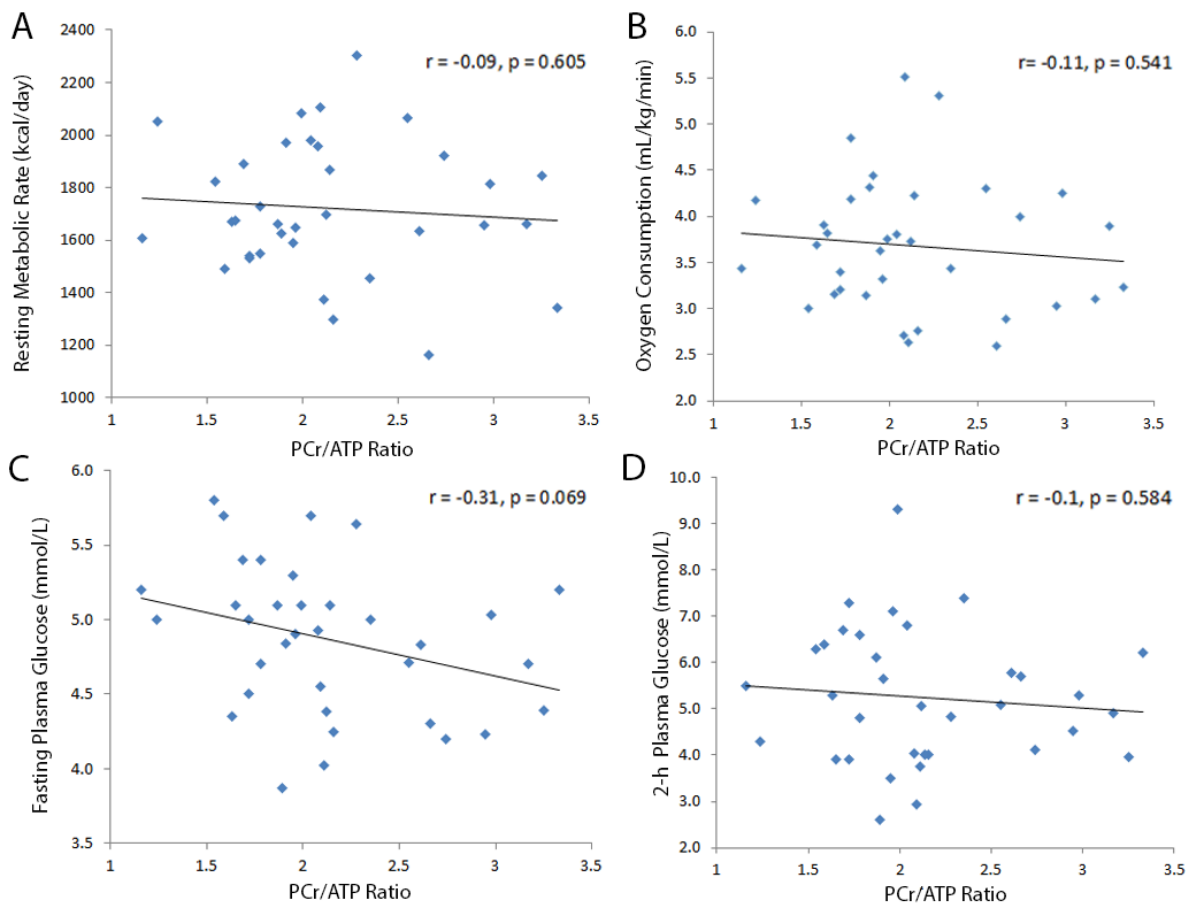 A
r = -0.09, p = 0.605
Resting Metabolic Rate (kcal/day)
2400
2200
2000
1800
1600
1400
1200
1000
1 1.5 2 2.5 3 3.5
PCr/ATP Ratio
B
r= -0.11, p = 0.541
Oxygen Consumption (mL/kg/min)
6.0
5.5
5.0
4.5
4.0
3.5
3.0
2.5
2.0
1 1.5 2 2.5 3 3.5
PCr/ATP Ratio
C
r = -0.31, p = 0.069
Fasting Plasma Glucose (mmol/L)
6.0
5.5
5.0
4.5
4.0
3.5
1 1.5 2 2.5 3 3.5
PCr/ATP Ratio
D
r = -0.1, p = 0.584
2-h Plasma Glucose (mmol/L)
10.0
9.0
8.0
7.0
6.0
5.0
4.0
3.0
2.0
1 1.5 2 2.5 3 3.5
PCr/ATP Ratio